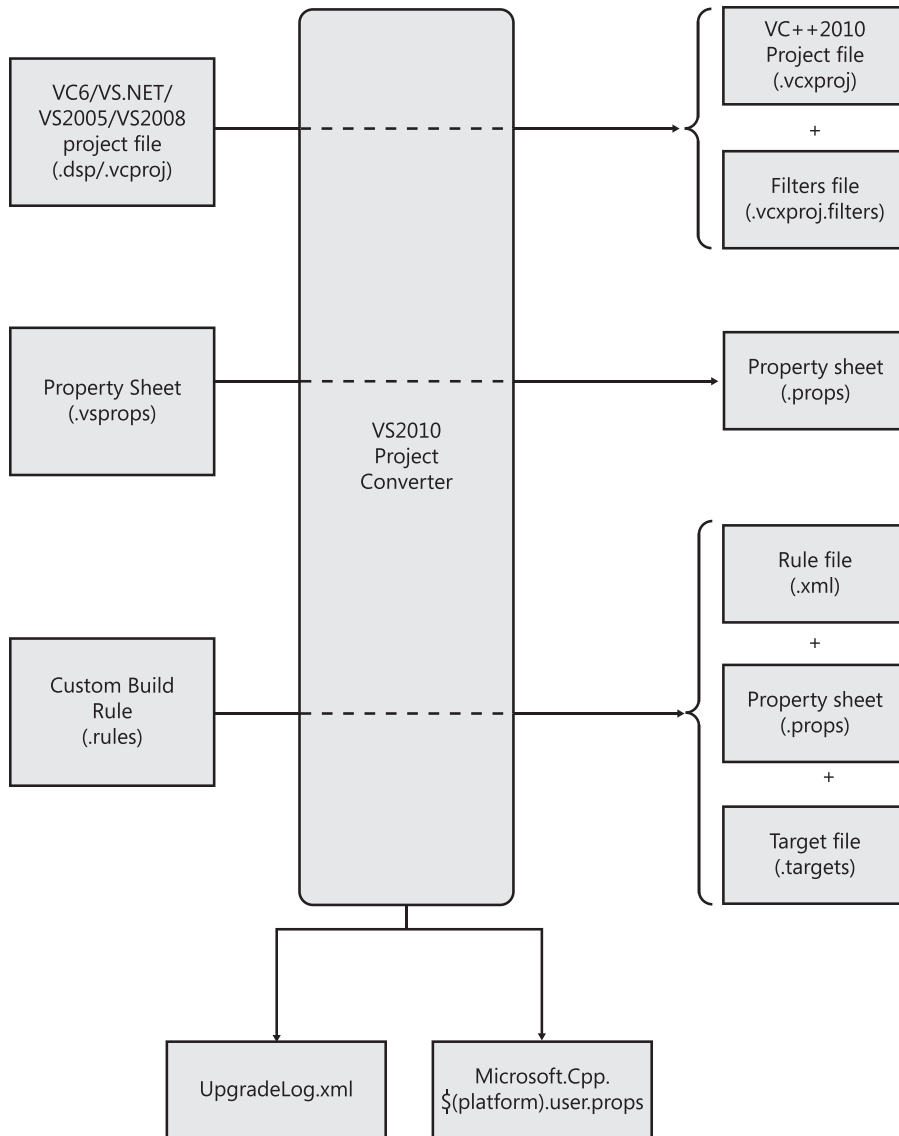 VC6/VS.NET/
VS2005/VS2008
project file
(.dsp/.vcproj)
VC++2010
Project file
(.vcxproj)
+
Filters file
(.vcxproj.filters)
Property Sheet
(.vsprops)
VS2010
Project
Converter
Property sheet
(.props)
Custom Build
Rule
(.rules)
Rule file
(.xml)
+
Property sheet
(.props)
+
Target file
(.targets)
UpgradeLog.xml
Microsoft.Cpp.
$(platform).user.props